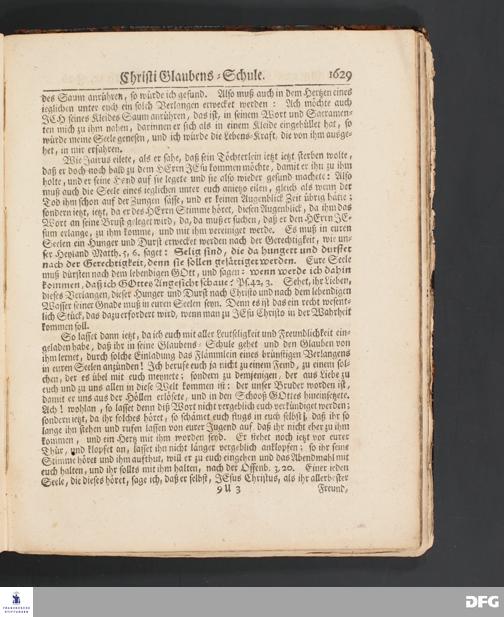 Christi Glaubens-Schule. 1629
des Saum anrühren, so würde ich gesund. Also muß auch in dem Hertzen eines
ieglichen unter euch ein solch Verlangen erwecket werden: Ach möchte auch
JCH seines Kleides Saum anrühren, das ist, in seinem Wort und Sacramen-
ten mich zu ihm nahen, darinnen er sich als in einem Kleide eingehüllet hat, so
würde meine Seele genesen, und ich würde die Lebens-Kraft, die von ihm ausge-
het, in mir erfahren.
Wie Jairus eilete, als er sahe, daß sein Töchterlein ietzt ietzt sterben wolte,
daß er doch noch bald zu dem HErrn JEsu kommen möchte, damit er ihn zu ihm
holte, und er seine Hand auf sie legete und sie also wieder gesund machete: Also
muß auch die Seele eines ieglichen unter euch anietzo eilen, gleich als wenn der
Tod ihm schon auf der Zungen sässe, und er keinen Augenblick Zeit übrig hätte;
sondern ietzt, ietzt, da er des HErrn Stimme höret, diesen Augenblick, da ihm das
Wort an seine Brust geleget wird, da, da muß er suchen, daß er den HErrn JE-
sum erlange, zu ihm komme, und mit ihm vereiniget werde. Es muß in euren
Seelen ein Hunger und Durst erwecket werden nach der Gerechtigkeit, wie un-
ser Heyland Matth. 5, 6. saget: Selig sind, die da hungert und durstet
nach der Gerechtigkeit, denn sie sollen gesättiget werden. Eure Seele
muß dürsten nach dem lebendigen GOtt, und sagen: wenn werde ich dahin
kommen, daß ich GOttes Angesicht schaue? Ps. 42, 3. Sehet, ihr Lieben,
dieses Verlangen, dieser Hunger und Durst nach Christo und nach dem lebendigen
Wasser seiner Gnade muß in euren Seelen seyn. Denn es ist das ein recht wesent-
lich Stück, das dazu erfordert wird, wenn man zu JEsu Christo in der Wahrheit
kommen soll.
So lasset dann ietzt, da ich euch mit aller Leutseligkeit und Freundlichkeit ein-
geladen habe, daß ihr in seine Glaubens-Schule gehet und den Glauben von
ihm lernet, durch solche Einladung das Flämmlein eines brünstigen Verlangens
in euren Seelen anzünden! Ich berufe euch ja nicht zu einem Feind, zu einem sol-
chen, der es übel mit euch meynete: sondern zu demjenigen, der aus Liebe zu
euch und zu uns allen in diese Welt kommen ist: der unser Bruder worden ist,
damit er uns aus der Höllen erlösete, und in den Schooß GOttes hineinsetzete.
Ach! wohlan, so lasset denn diß Wort nicht vergeblich euch verkündiget werden;
sondern ietzt, da ihr solches höret, so schämet euch flugs in euch selbst, daß ihr so
lange ihn stehen und rufen lassen von eurer Jugend auf, daß ihr nicht eher zu ihm
kommen, und ein Hertz mit ihm worden seyd. Er stehet noch ietzt vor eurer
Thür, und klopfet an, lasset ihn nicht länger vergeblich anklopfen; so ihr seine
Stimme höret und ihm aufthut, will er zu euch eingehen und das Abendmahl mit
euch halten, und ihr sollts mit ihm halten, nach der Offenb. 3, 20. Einer ieden
Seele, die dieses höret, sage ich, daß er selbst, JEsus Christus, als ihr allerbester
9 U 3 Freund,
FRANCKESCHE
STIFTUNGEN
DFG